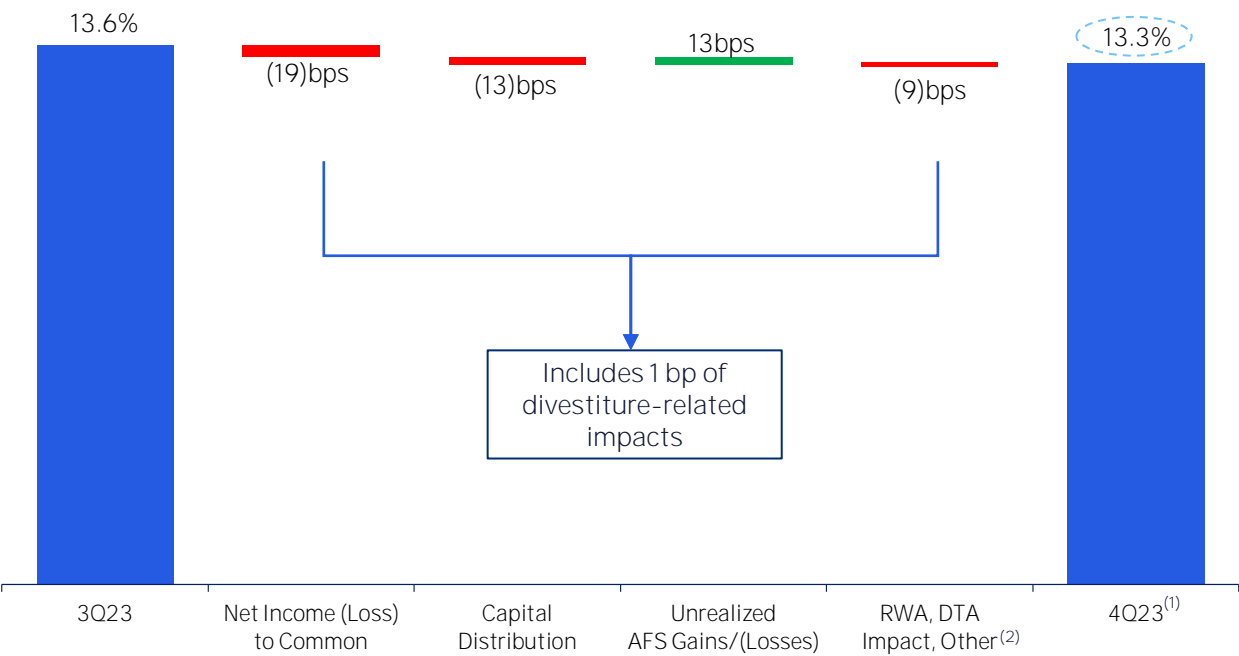 13.6%
(19)bps
(13)bps
13bps
(9)bps
13.3%
Includes 1 bp of
divestiture-related
impacts
3Q23
Net Income (Loss)
to Common
Capital
Distribution
Unrealized
AFS Gains/(Losses)
RWA, DTA
Impact, Other(2)
4Q23(1)